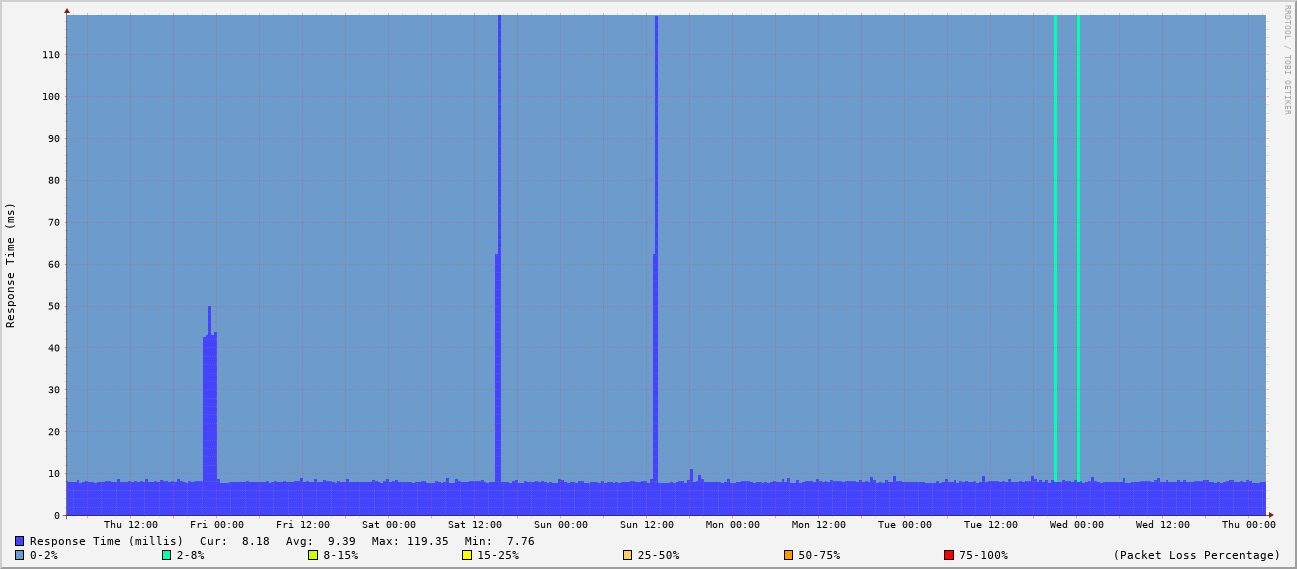 RRDTOOL / TOBI OETIKER
Response Time (ms)
110
100
90
80
70
60
50
40
30
20
10
0
Thu 12:00 Fri 00:00 Fri 12:00 Sat 00:00 Sat 12:00 Sun 00:00 Sun 12:00 Mon 00:00 Mon 12:00 Tue 00:00 Tue 12:00 Wed 00:00 Wed 12:00 Thu 00:00
Response Time (millis) Cur: 8.18 Avg: 9.39 Max: 119.35 Min: 7.76
0-2% 2-8% 8-15% 15-25% 25-50% 50-75% 75-100% (Packet Loss Percentage)